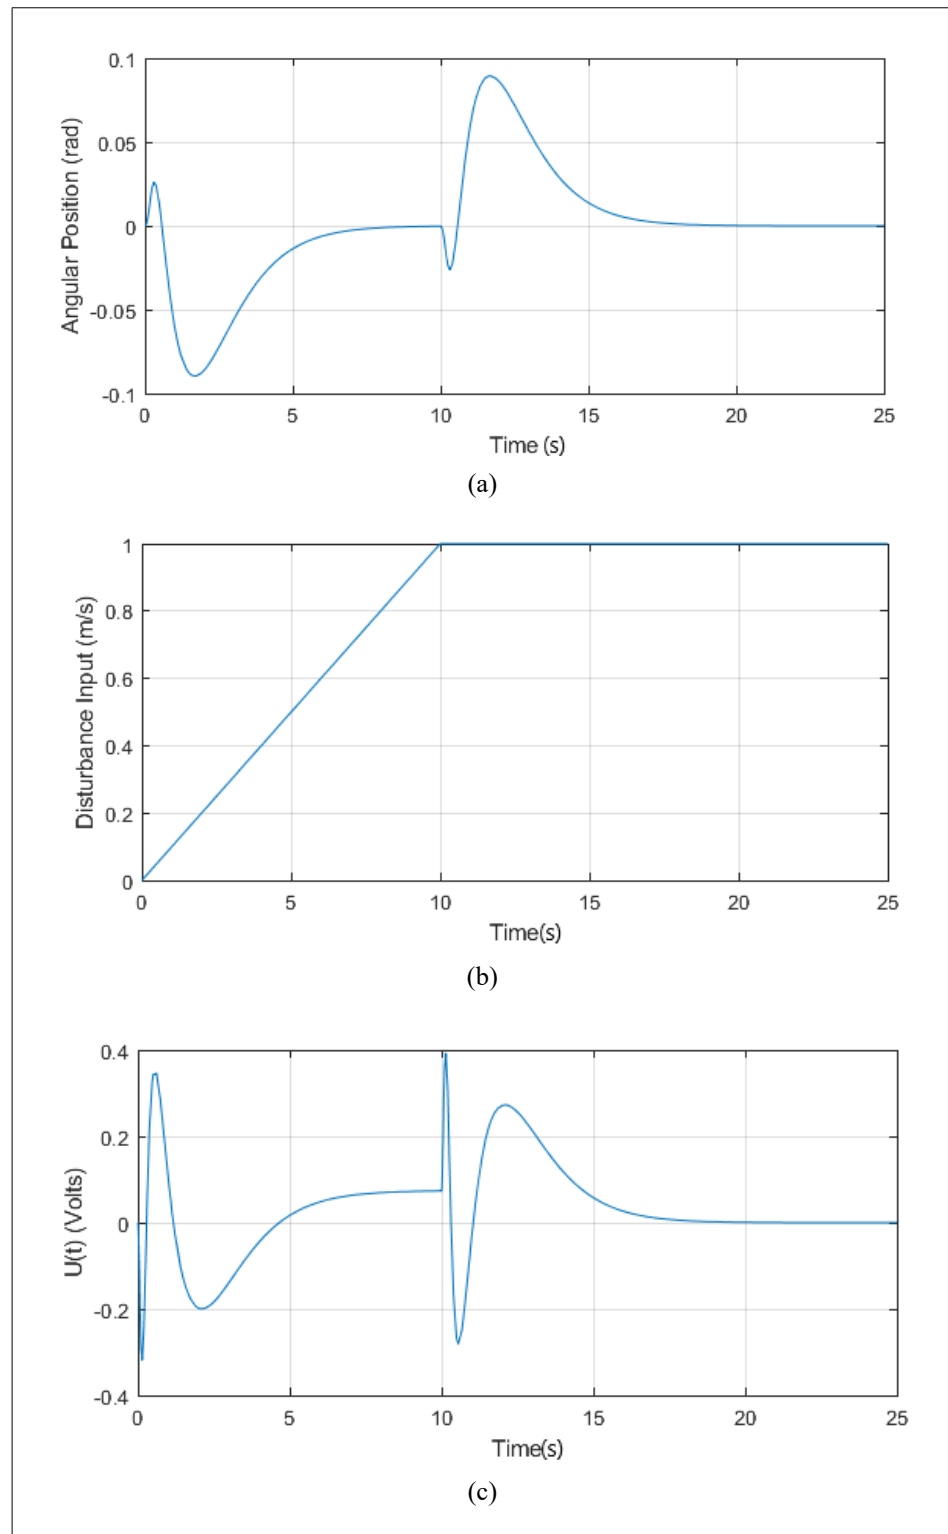 0.1
0.05
0
-0.05
-0.1
Angular Position (rad)
0 5 10 15 20 25
Time (s)
(a)
1
0.8
0.6
0.4
0.2
0
Disturbance Input (m/s)
0 5 10 15 20 25
Time(s)
(b)
0.4
0.2
0
-0.2
-0.4
U(t) (Volts)
0 5 10 15 20 25
Time(s)
(c)